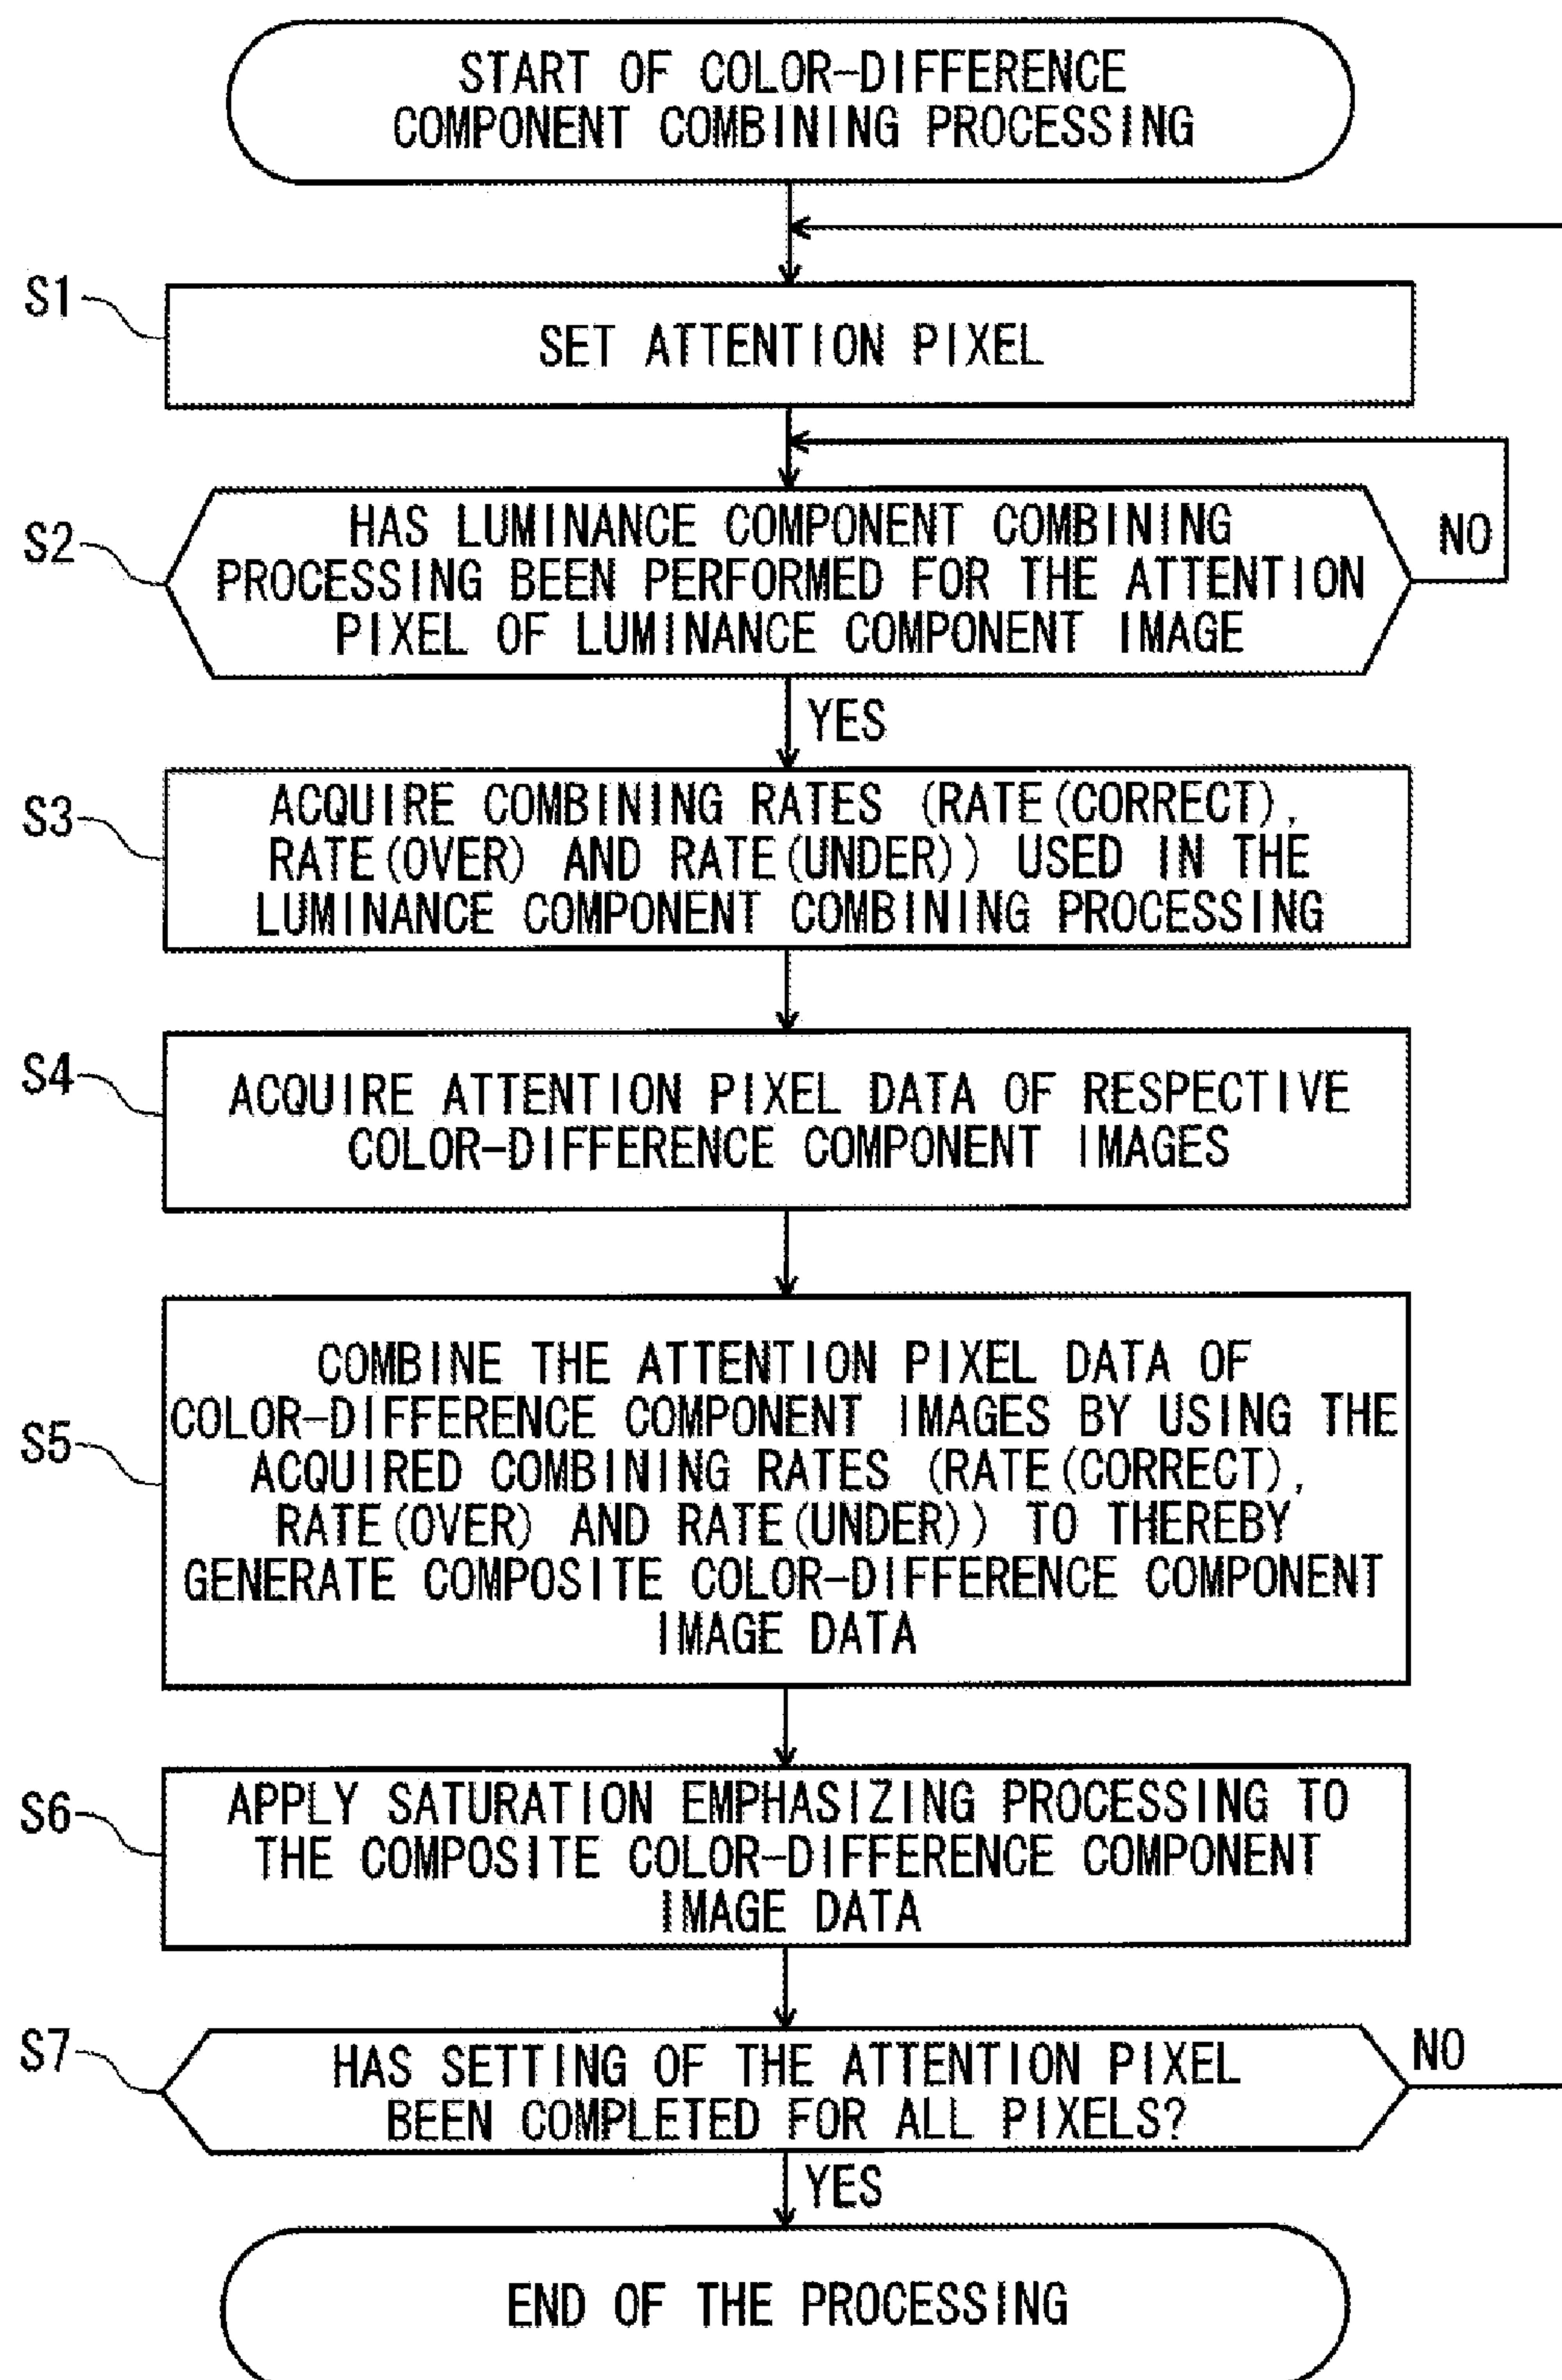 START OF COLOR-DIFFERENCE
COMPONENT COMBINING PROCESSING
S1
SET ATTENTION PIXEL
S2
HAS LUMINANCE COMPONENT COMBINING
PROCESSING BEEN PERFORMED FOR THE ATTENTION
PIXEL OF LUMINANCE COMPONENT IMAGE
NO
YES
S3
ACQUIRE COMBINING RATES (RATE(CORRECT),
RATE(OVER) AND RATE(UNDER)) USED IN THE
LUMINANCE COMPONENT COMBINING PROCESSING
S4
ACQUIRE ATTENTION PIXEL DATA OF RESPECTIVE
COLOR-DIFFERENCE COMPONENT IMAGES
S5
COMBINE THE ATTENTION PIXEL DATA OF
COLOR-DIFFERENCE COMPONENT IMAGES BY USING THE
ACQUIRED COMBINING RATES (RATE(CORRECT),
RATE(OVER) AND RATE(UNDER)) TO THEREBY
GENERATE COMPOSITE COLOR-DIFFERENCE COMPONENT
IMAGE DATA
S6
APPLY SATURATION EMPHASIZING PROCESSING TO
THE COMPOSITE COLOR-DIFFERENCE COMPONENT
IMAGE DATA
S7
HAS SETTING OF THE ATTENTION PIXEL
BEEN COMPLETED FOR ALL PIXELS?
NO
YES
END OF THE PROCESSING